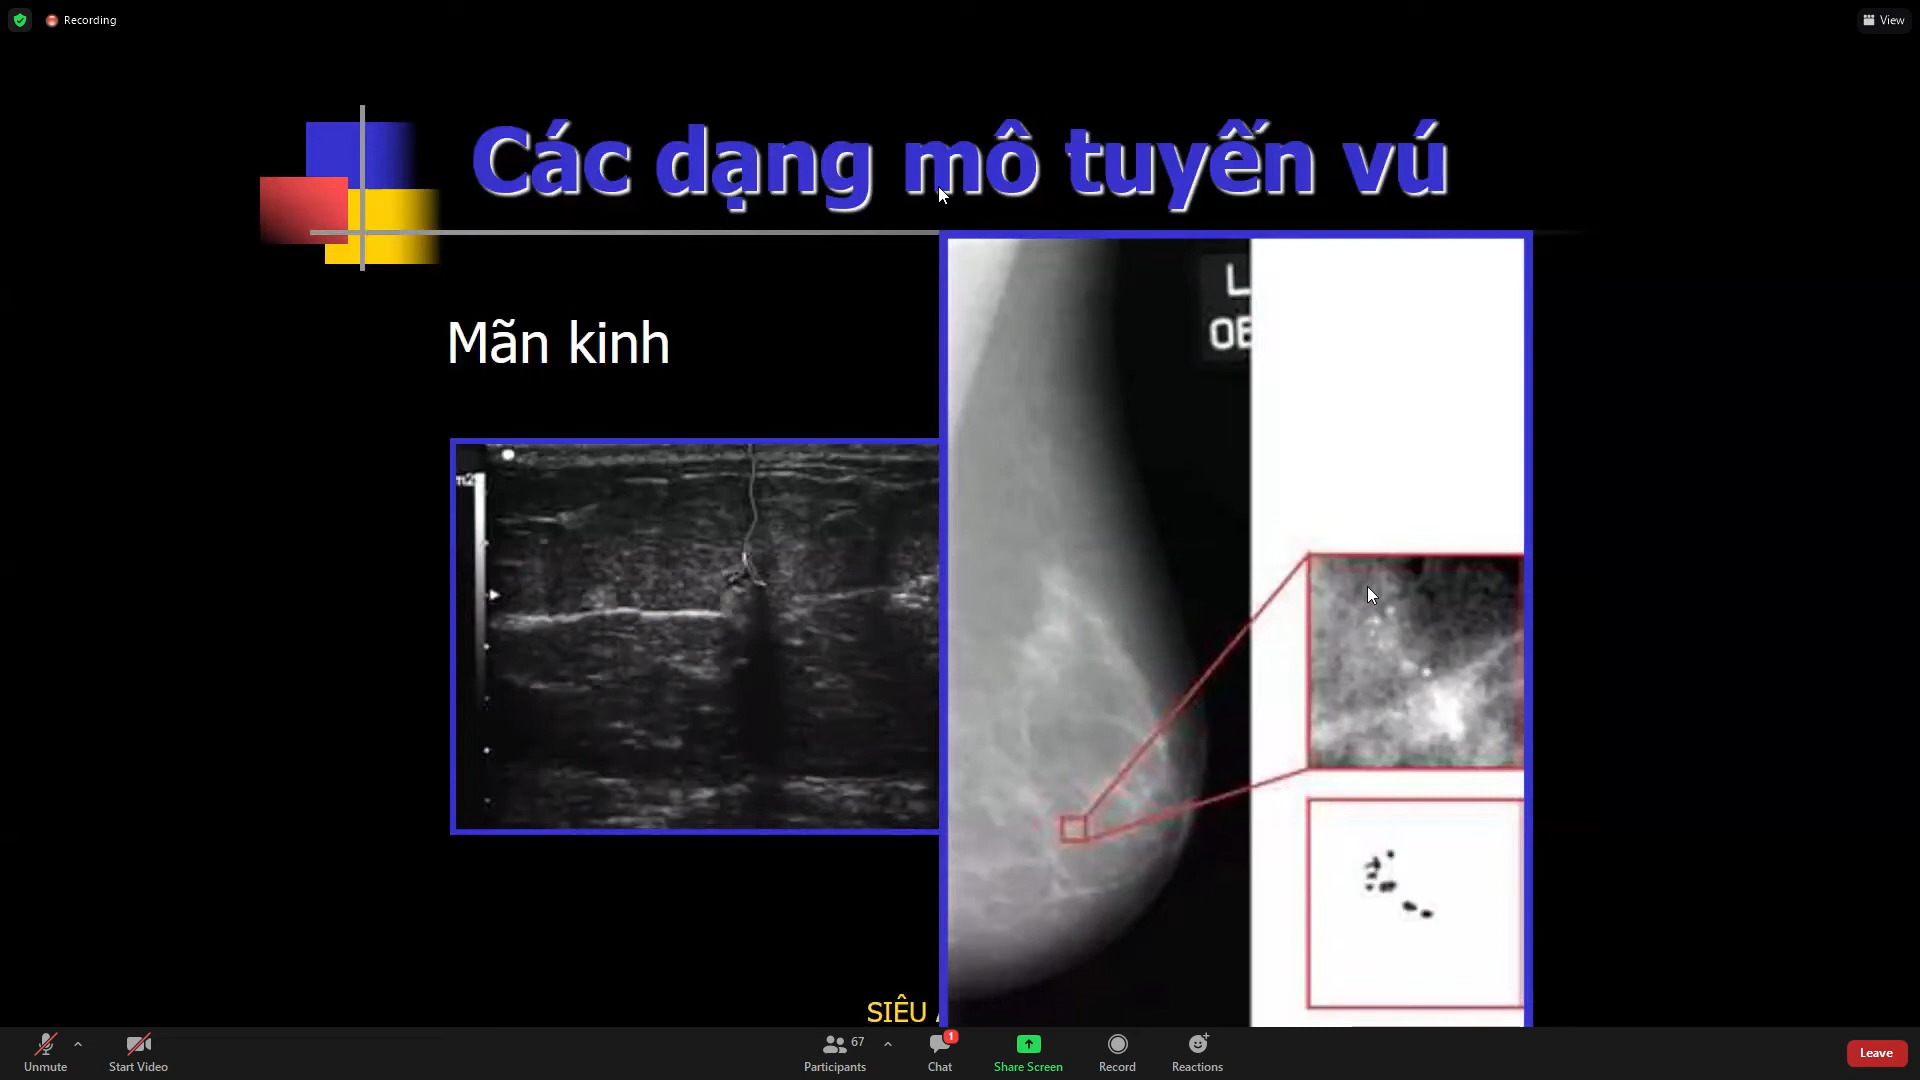 Recording
View
Các dạng mô tuyến vú
Mãn kinh
L
SIÊU
Unmute
Start Video
67
Participants
1
Chat
Share Screen
Record
Reactions
Leave